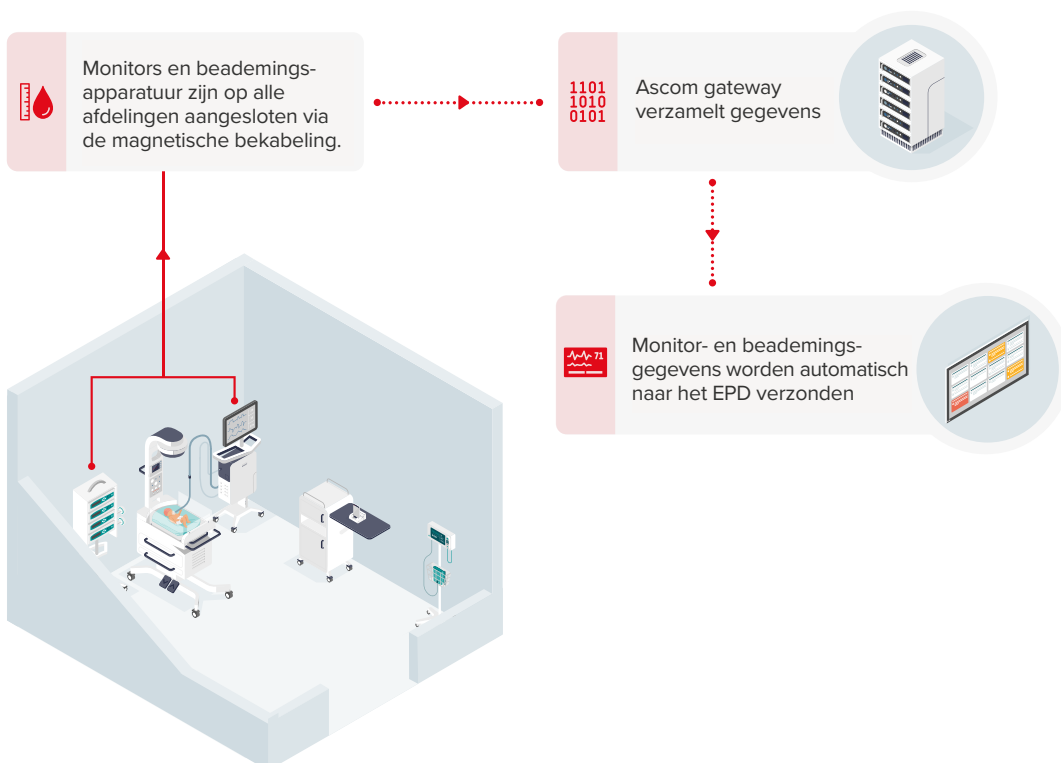 Monitors en beademings-
apparatuur zijn op alle
afdelingen aangesloten via
de magnetische bekabeling.
1101
1010
0101
Ascom gateway
verzamelt gegevens
71
Monitor- en beademings-
gegevens worden automatisch
naar het EPD verzonden